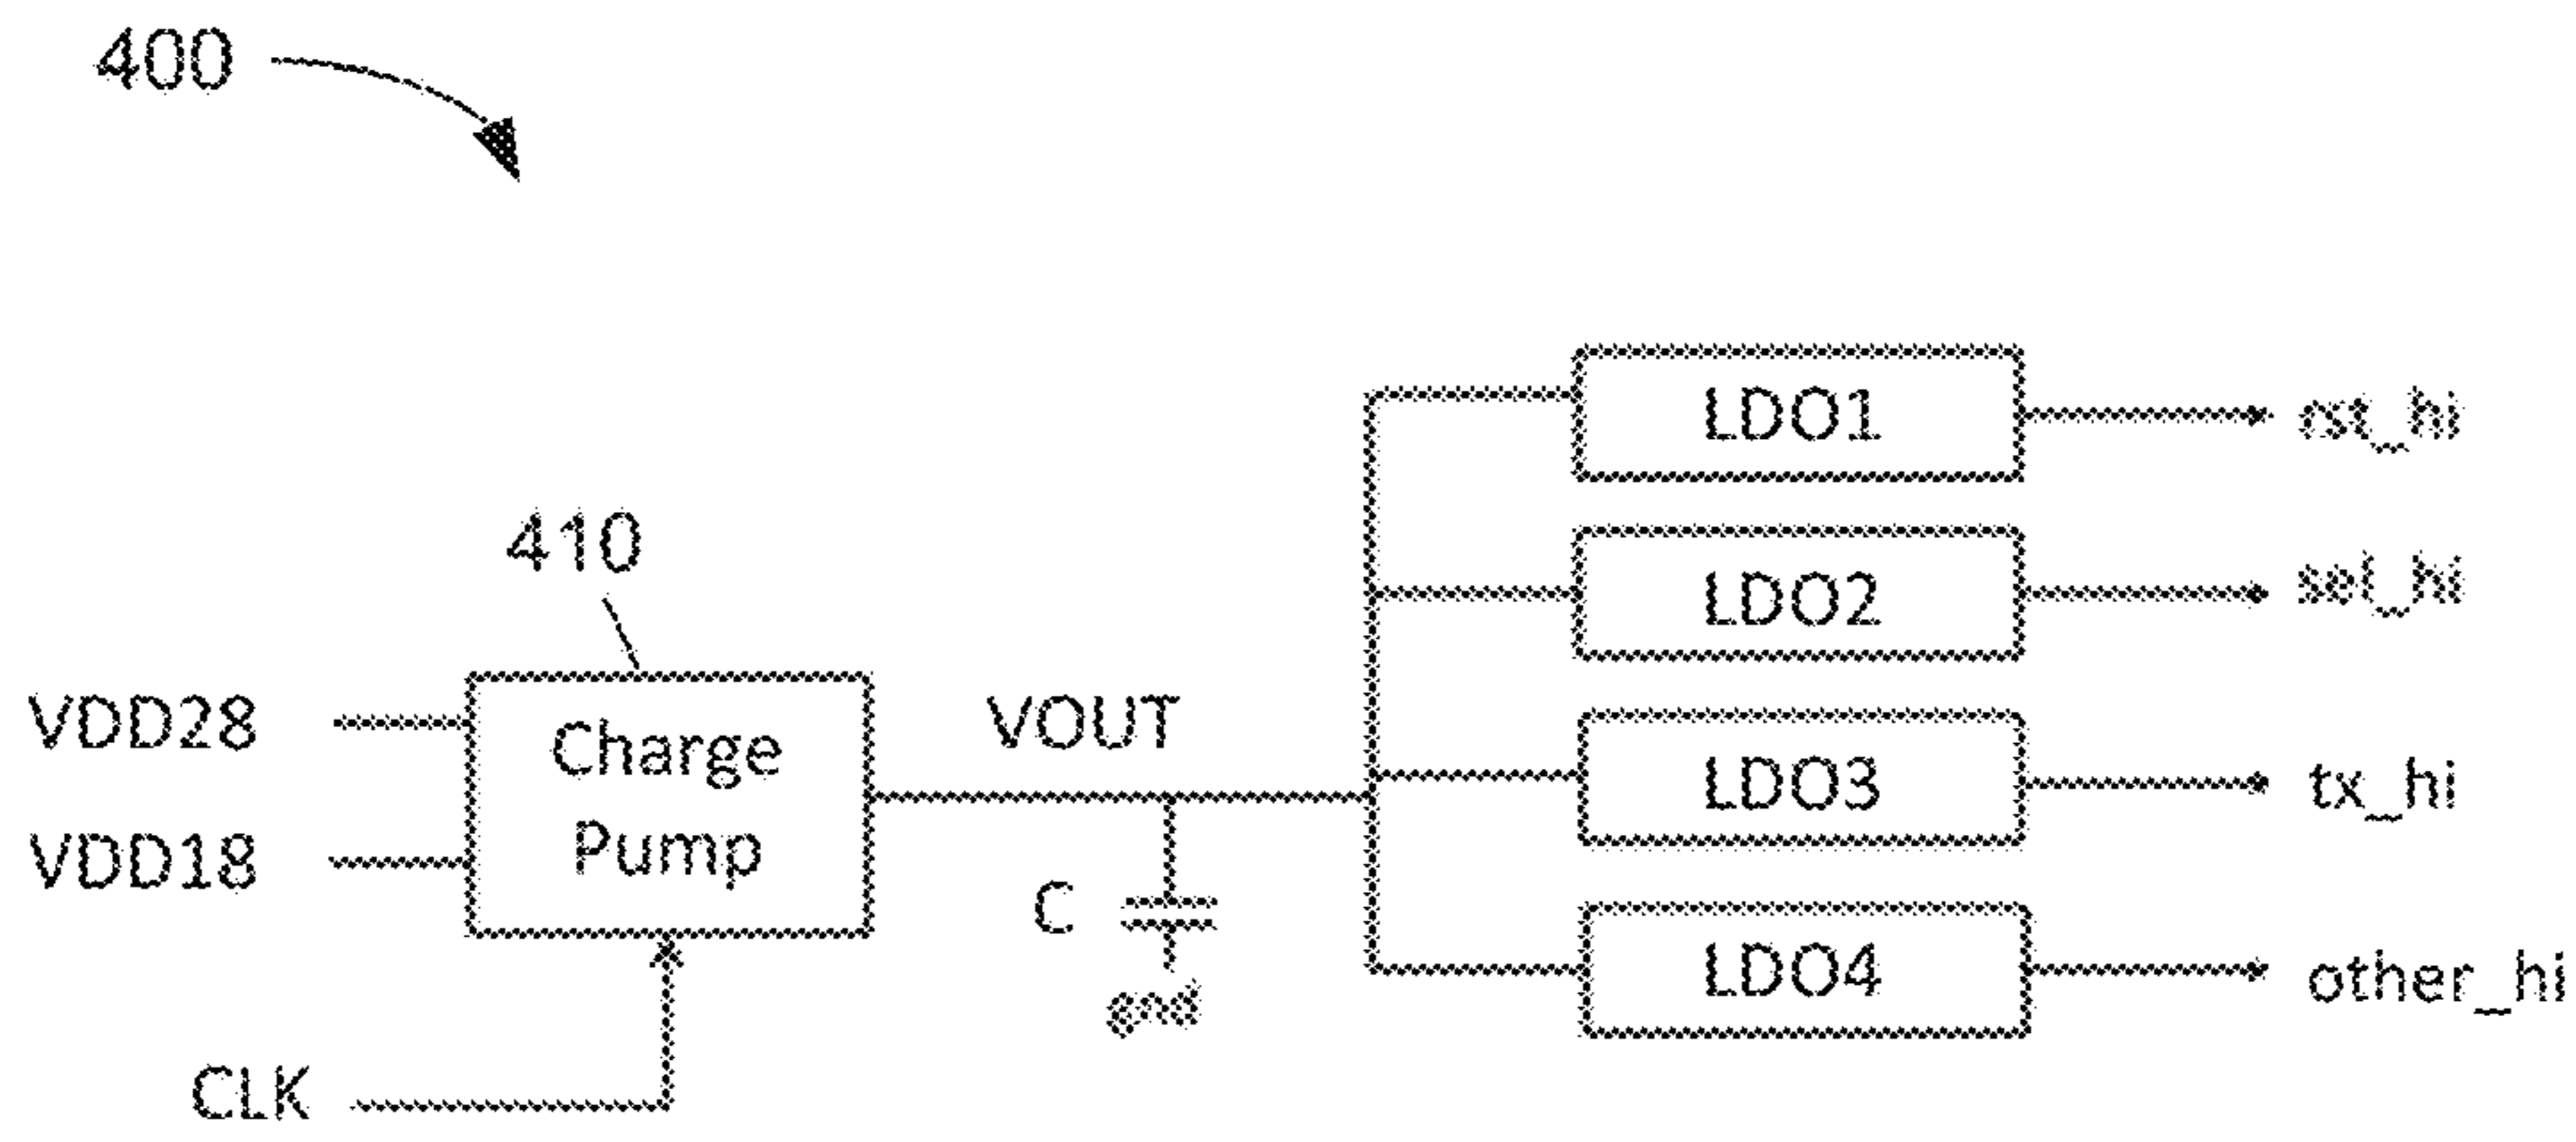 400
LDO1
rst_hi
410
LDO2
sel_hi
VDD28
Charge
Pump
VOUT
LDO3
tx_hi
VDD18
C
gnd
LDO4
other_hi
CLK